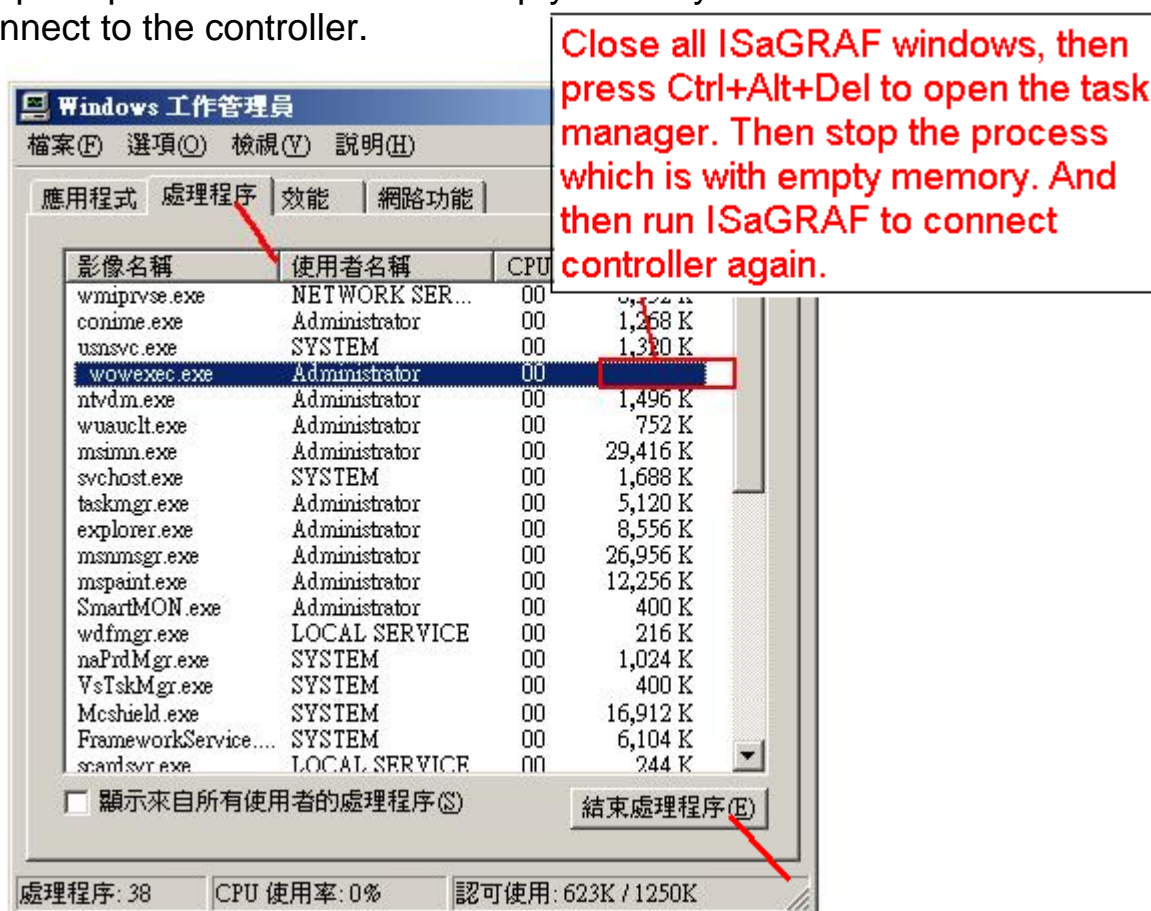 nnect to the controller.
Close all ISaGRAF windows, then
press Ctrl+Alt+Del to open the task
manager. Then stop the process
which is with empty memory. And
then run ISaGRAF to connect
controller again.
Windows 工作管理員
檔案(F) 選項(O) 檢視(V) 説明(H)
應用程式 處理程序 效能 網路功能
影像名稱 使用者名稱 CPU
wmiprvse.exe NETWORK SER... 00
conime.exe Administrator 00 1,268 K
usnsvc.exe SYSTEM 00 1,320 K
wowexec.exe Administrator 00
ntvdm.exe Administrator 00 1,496 K
wuauclt.exe Administrator 00 752 K
msimn.exe Administrator 00 29,416 K
svchost.exe SYSTEM 00 1,688 K
taskmgr.exe Administrator 00 5,120 K
explorer.exe Administrator 00 8,556 K
msnmsgr.exe Administrator 00 26,956 K
mspaint.exe Administrator 00 12,256 K
SmartMON.exe Administrator 00 400 K
wdfmgr.exe LOCAL SERVICE 00 216 K
naPrdMgr.exe SYSTEM 00 1,024 K
VsTskMgr.exe SYSTEM 00 400 K
Mcshield.exe SYSTEM 00 16,912 K
FrameworkService.... SYSTEM 00 6,104 K
scardsvr.exe LOCAL SERVICE 00 244 K
顯示來自所有使用者的處理程序(S) 結束處理程序(E)
處理程序: 38 CPU 使用率: 0% 認可使用: 623K / 1250K